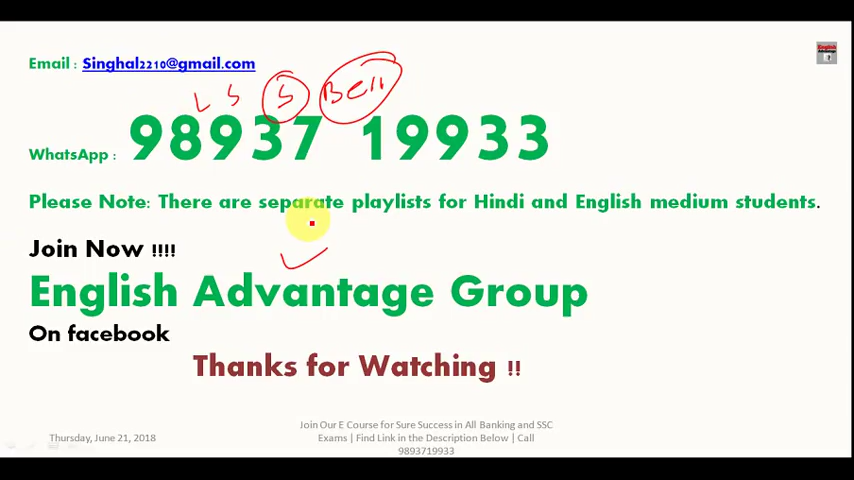 Email : Singhal2210@gmail.com
L S S Bell
WhatsApp : 98937 19933
Please Note: There are separate playlists for Hindi and English medium students.
Join Now !!!!
English Advantage Group
On facebook
Thanks for Watching !!
Thursday, June 21, 2018
Join Our E Course for Sure Success in All Banking and SSC
Exams | Find Link in the Description Below | Call
9893719933
English
Advantage